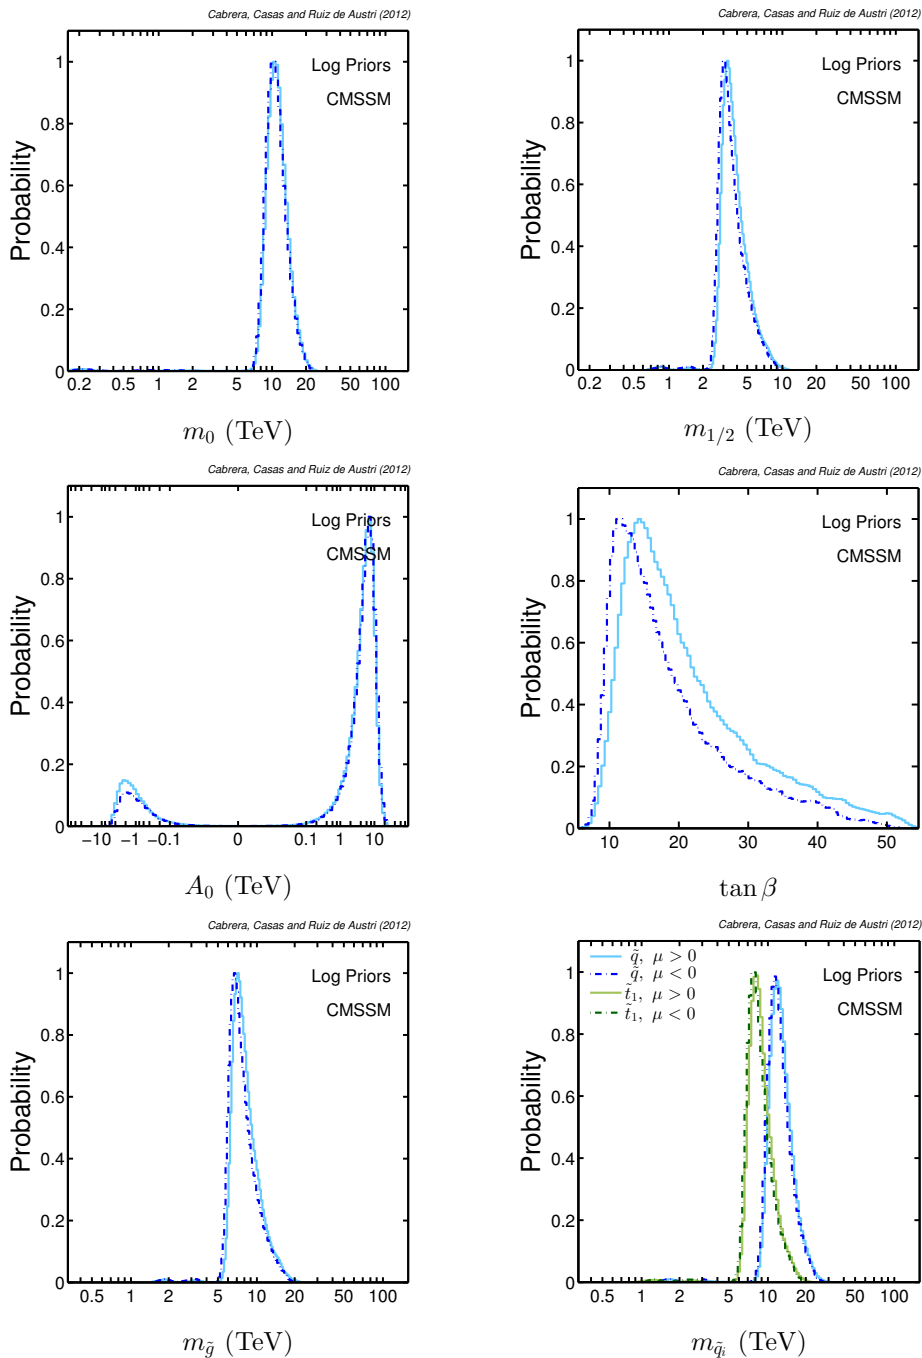 Cabrera, Casas and Ruiz de Austri (2012)
Log Priors
CMSSM
Probability
1
0.8
0.6
0.4
0.2
0
0.2 0.5 1 2 5 10 20 50 100
m_0 (TeV)
Cabrera, Casas and Ruiz de Austri (2012)
Log Priors
CMSSM
Probability
1
0.8
0.6
0.4
0.2
0
0.2 0.5 1 2 5 10 20 50 100
m_{1/2} (TeV)
Cabrera, Casas and Ruiz de Austri (2012)
Log Priors
CMSSM
Probability
1
0.8
0.6
0.4
0.2
0
−10 −1 −0.1 0 0.1 1 10
A_0 (TeV)
Cabrera, Casas and Ruiz de Austri (2012)
Log Priors
CMSSM
Probability
1
0.8
0.6
0.4
0.2
0
10 20 30 40 50
tan β
Cabrera, Casas and Ruiz de Austri (2012)
Log Priors
CMSSM
Probability
1
0.8
0.6
0.4
0.2
0
0.5 1 2 5 10 20 50 100
m_{g̃} (TeV)
Cabrera, Casas and Ruiz de Austri (2012)
q̃, μ > 0
q̃, μ < 0
t̃_1, μ > 0
t̃_1, μ < 0
Log Priors
CMSSM
Probability
1
0.8
0.6
0.4
0.2
0
0.5 1 2 5 10 20 50 100
m_{q̃_i} (TeV)